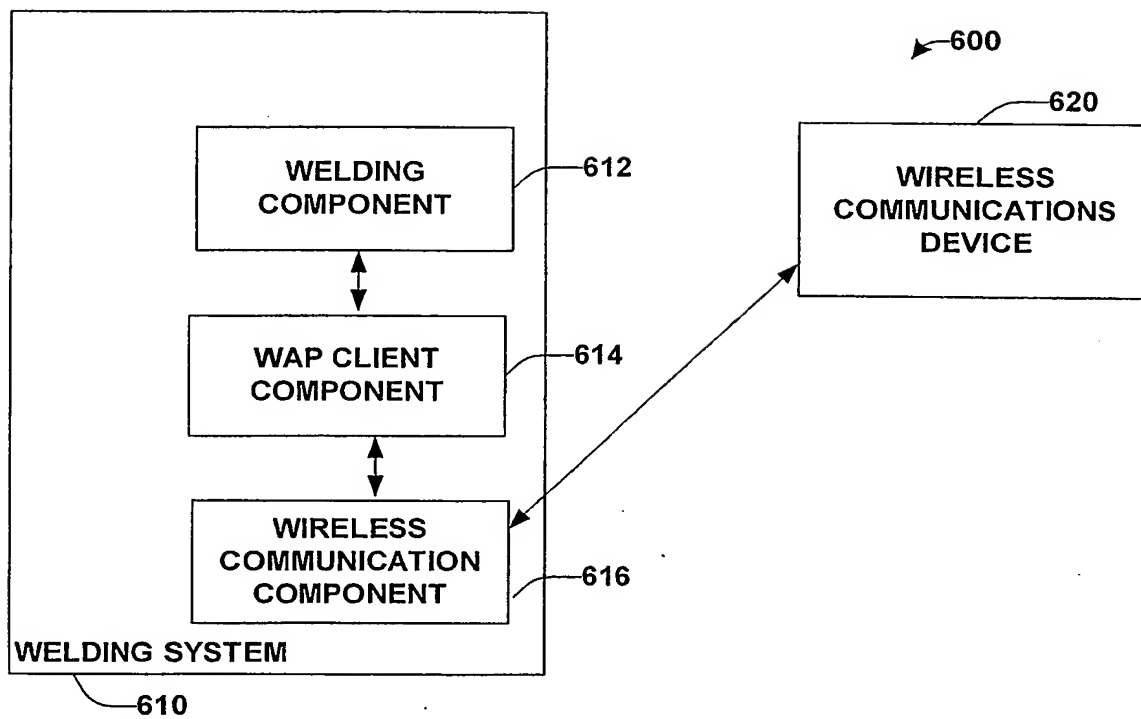 600
620
WELDING
COMPONENT
612
WIRELESS
COMMUNICATIONS
DEVICE
WAP CLIENT
COMPONENT
614
WIRELESS
COMMUNICATION
COMPONENT
616
WELDING SYSTEM
610